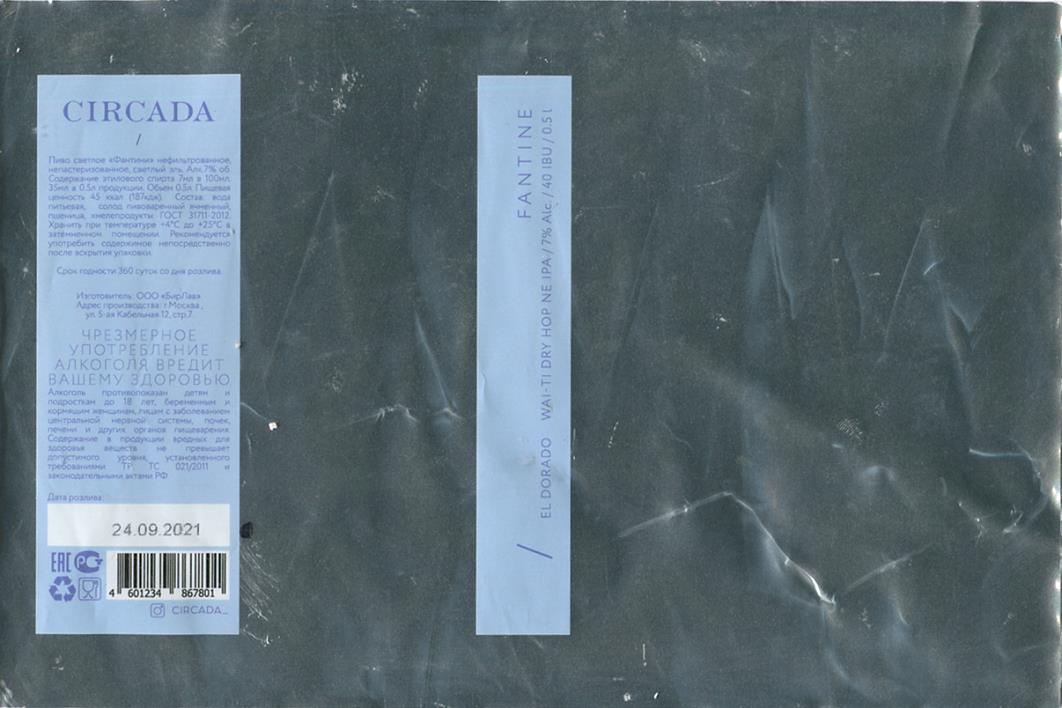 CIRCADA
/
Пиво светлое «Фантини» нефильтрованное,
непастеризованное, светлый эль. Алк.7% об.
Содержание этилового спирта 7мл в 100мл.
35мл в 0.5л продукции. Объем 0.5л. Пищевая
ценность 45 ккал (187кдж). Состав: вода
питьевая, солод пивоваренный ячменный,
пшеница, хмелепродукты. ГОСТ 31711-2012.
Хранить при температуре +4°С до +25°С в
затемненном помещении. Рекомендуется
употребить содержимое непосредственно
после вскрытия упаковки.
Срок годности 360 суток со дня розлива.
Изготовитель: ООО «БирЛав»
Адрес производства: г.Москва,
ул. 5-ая Кабельная 12, стр.7.
ЧРЕЗМЕРНОЕ
УПОТРЕБЛЕНИЕ
АЛКОГОЛЯ ВРЕДИТ
ВАШЕМУ ЗДОРОВЬЮ
Алкоголь противопоказан детям и
подросткам до 18 лет, беременным и
кормящим женщинам, лицам с заболеванием
центральной нервной системы, почек,
печени и других органов пищеварения.
Содержание в продукции вредных для
здоровья веществ не превышает
допустимого уровня, установленного
требованиями ТР ТС 021/2011 и
законодательными актами РФ
Дата розлива:
24.09.2021
EAC РС
4 601234 867801
CIRCADA_
FANTINE
EL DORADO WAI-TI DRY HOP NE IPA / 7% Alc. / 40 IBU / 0.5 l
/